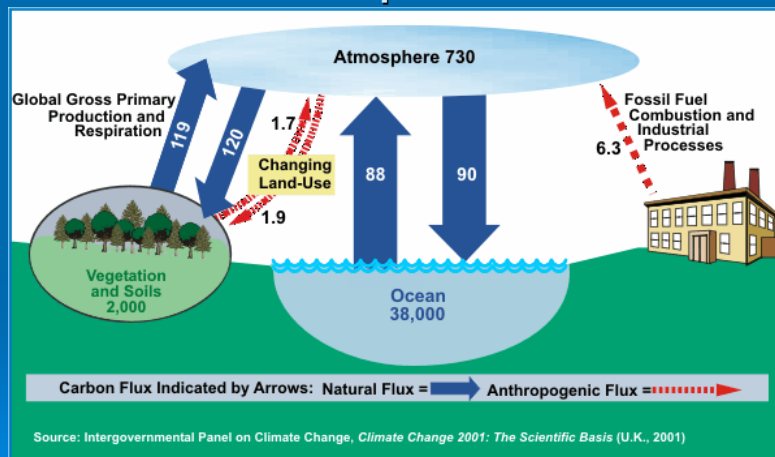 Atmosphere 730
Global Gross Primary
Production and
Respiration
119
120
1.7
Changing
Land-Use
1.9
88
90
Fossil Fuel
Combustion and
Industrial
Processes
6.3
Vegetation
and Soils
2,000
Ocean
38,000
Carbon Flux Indicated by Arrows: Natural Flux = Anthropogenic Flux =
Source: Intergovernmental Panel on Climate Change, Climate Change 2001: The Scientific Basis (U.K., 2001)